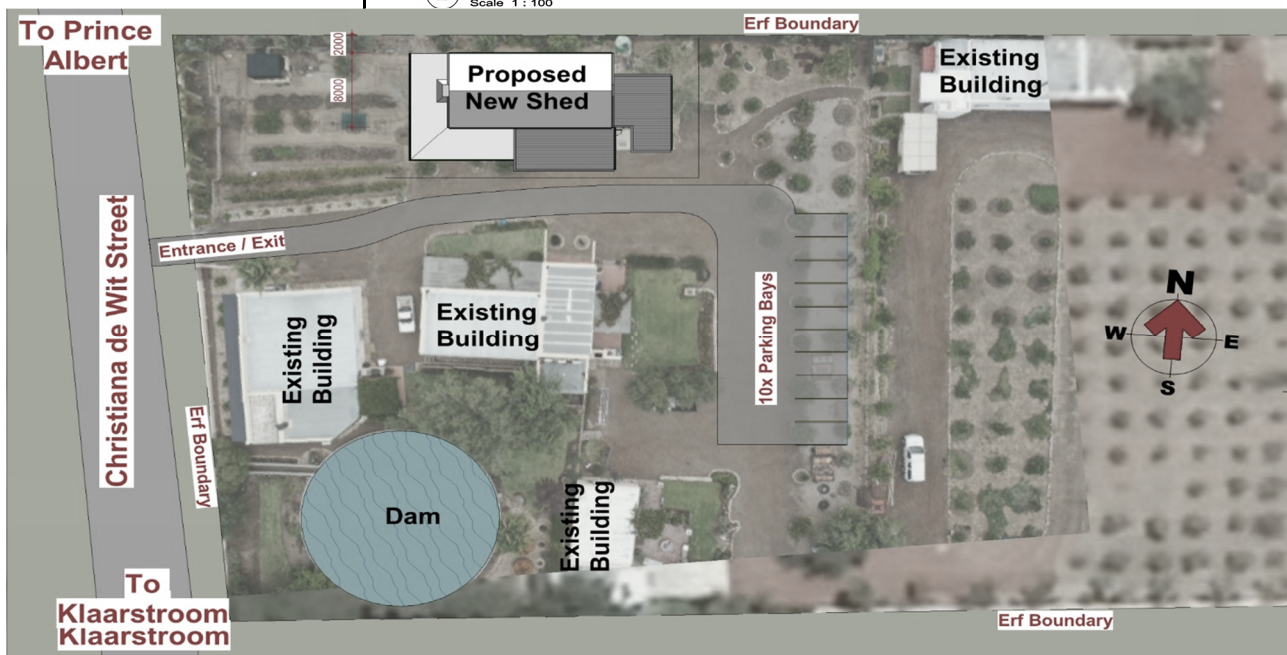 Scale 1 : 100
To Prince
Albert
Erf Boundary
2000
8000
Proposed
New Shed
Existing
Building
Christiana de Wit Street
Entrance / Exit
Existing
Building
Existing
Building
10x Parking Bays
N
W
E
S
Erf Boundary
Dam
Existing
Building
To
Klaarstroom
Klaarstroom
Erf Boundary